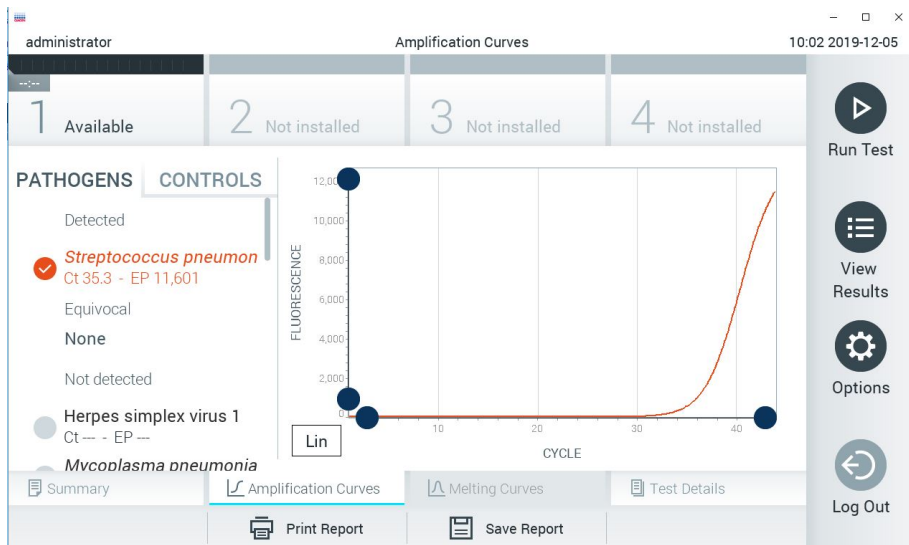 administrator
Amplification Curves
10:02 2019-12-05
--:--
1 Available
2 Not installed
3 Not installed
4 Not installed
Run Test
PATHOGENS
CONTROLS
Detected
Streptococcus pneumon
Ct 35.3 - EP 11,601
Equivocal
None
Not detected
Herpes simplex virus 1
Ct --- - EP ---
Mycoplasma pneumonia
FLUORESCENCE
12,00
10,000
8,000
6,000
4,000
2,000
0
10
20
30
40
CYCLE
Lin
View
Results
Options
Log Out
Summary
Amplification Curves
Melting Curves
Test Details
Print Report
Save Report